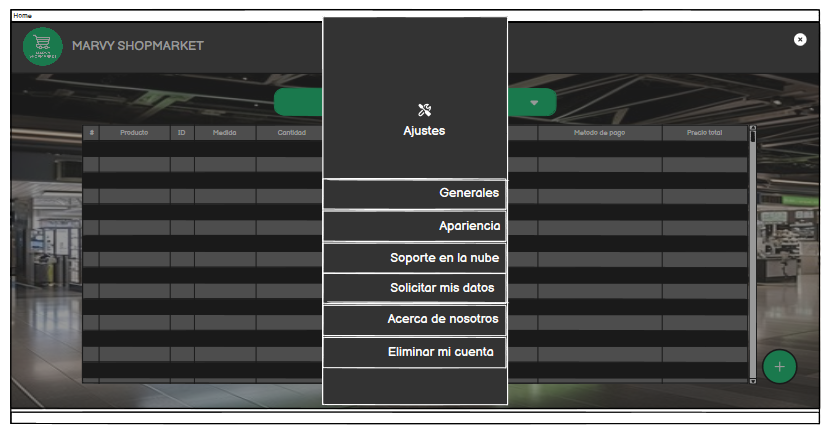 Home
MARVY SHOPMARKET
Ajustes
# Producto ID Medida Cantidad Metodo de pago Precio total
Generales
Apariencia
Soporte en la nube
Solicitar mis datos
Acerca de nosotros
Eliminar mi cuenta